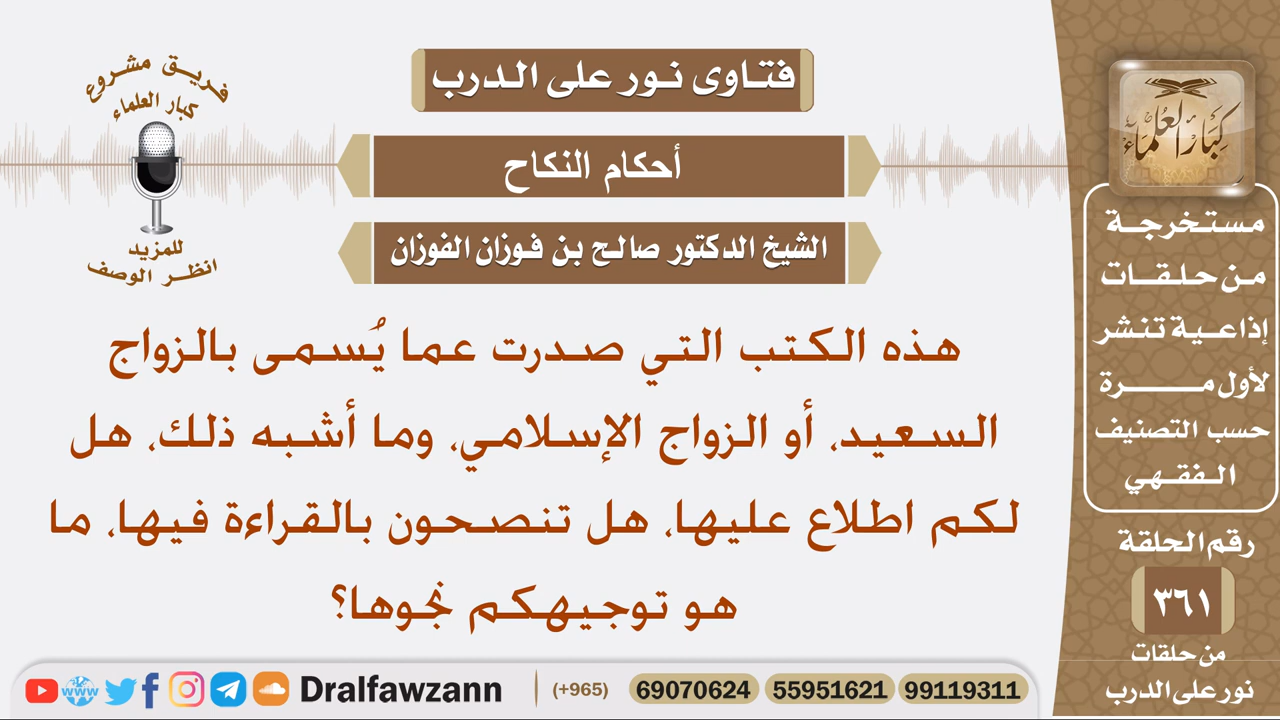 فتاوى نور على الدرب
أحكام النكاح
الشيخ الدكتور صالح بن فوزان الفوزان
فريق مشروع
كبار العلماء
للمزيد
انظر الوصف
كبار العلماء
مستخرجة
من حلقات
إذاعية تنشر
لأول مرة
حسب التصنيف
الفقهي
رقم الحلقة
٣٦١
من حلقات
نور على الدرب
هذه الكتب التي صدرت عما يُسمى بالزواج
السعيد، أو الزواج الإسلامي، وما أشبه ذلك، هل
لكم اطلاع عليها، هل تنصحون بالقراءة فيها، ما
هو توجيهكم نحوها؟
www Dralfawzann (+965) 69070624 55951621 99119311